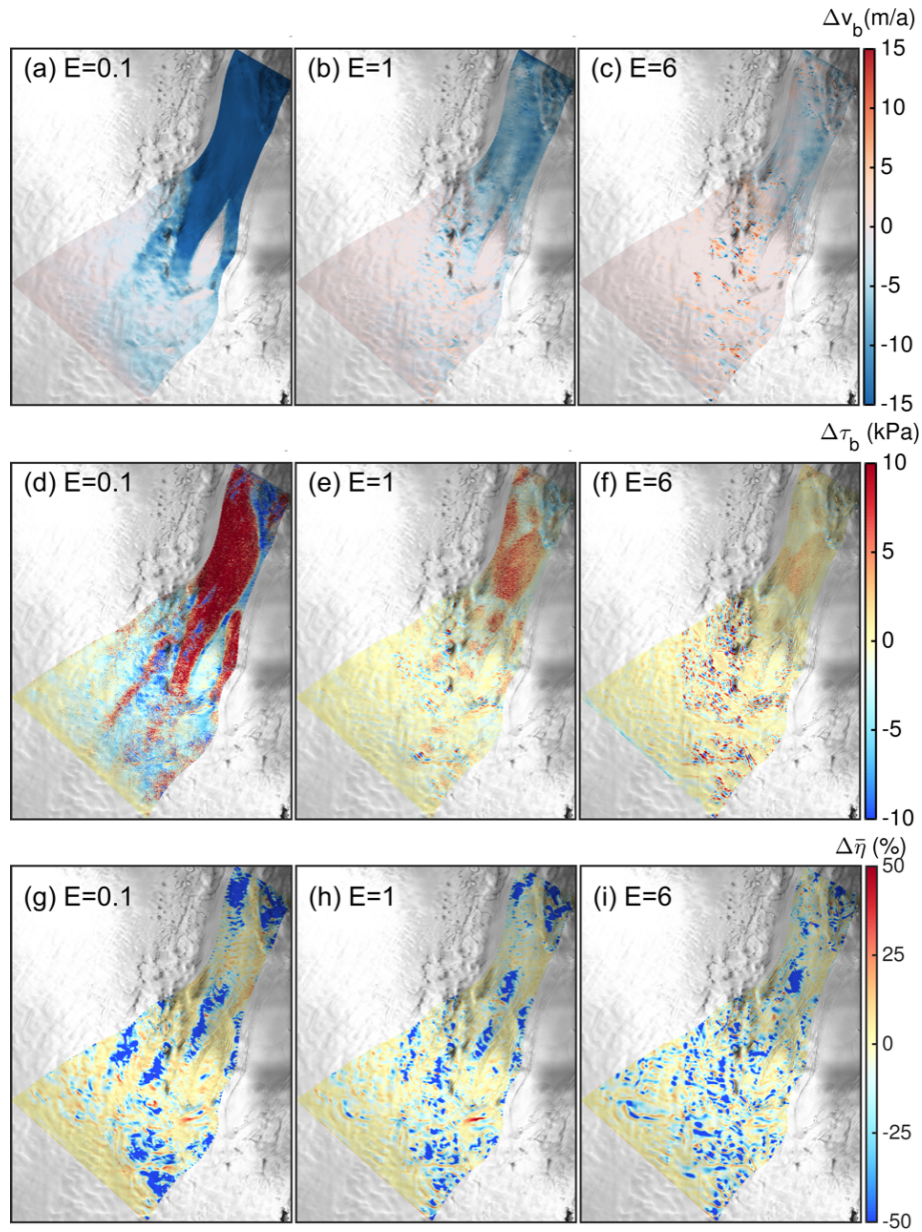 Δv_b(m/a)
(a) E=0.1
(b) E=1
(c) E=6
15
10
5
0
-5
-10
-15
Δτ_b (kPa)
(d) E=0.1
(e) E=1
(f) E=6
10
5
0
-5
-10
Δη̄ (%)
(g) E=0.1
(h) E=1
(i) E=6
50
25
0
-25
-50